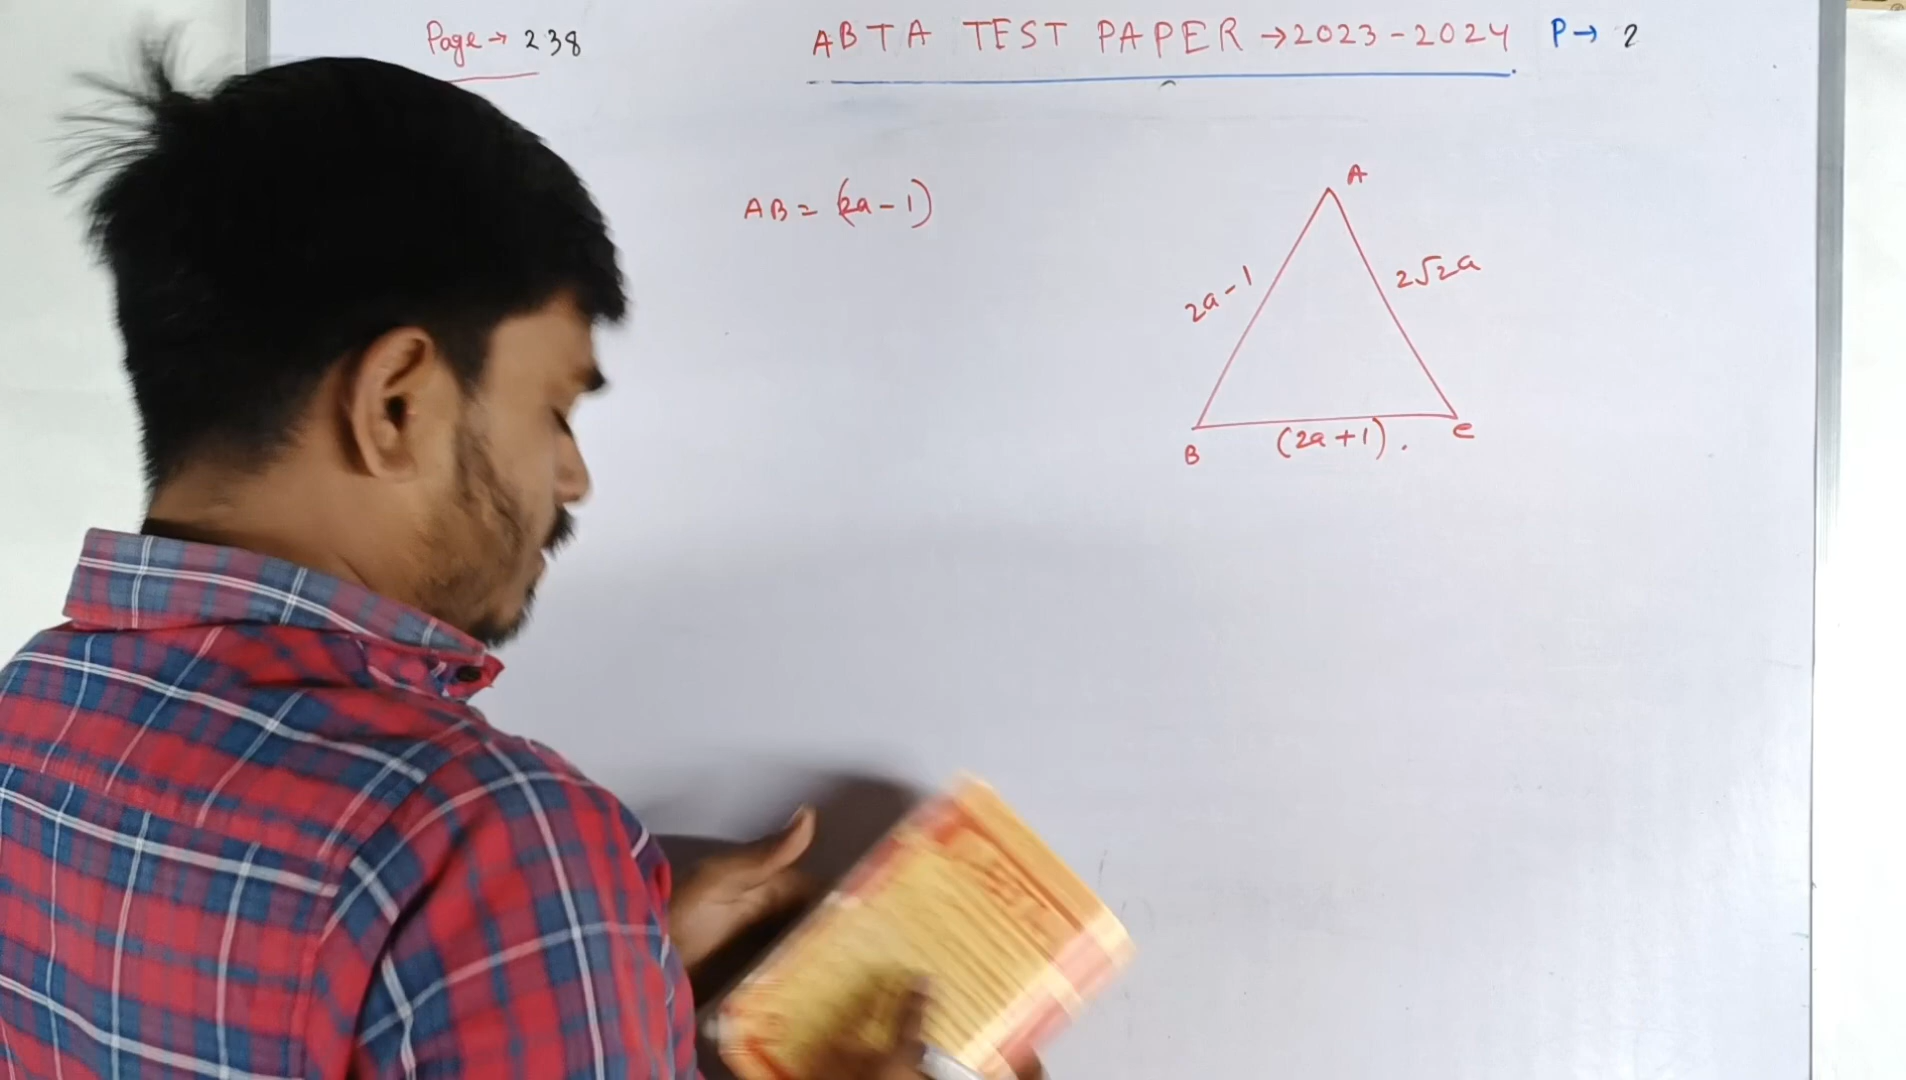 Page → 238
ABTA TEST PAPER → 2023-2024 P → 2
AB = (2a-1)
A
2a-1
2√2a
B
(2a+1).
C